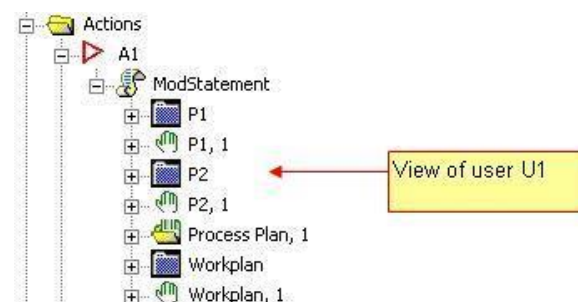 Actions
A1
ModStatement
P1
P1, 1
P2
View of user U1
P2, 1
Process Plan, 1
Workplan
Workplan, 1